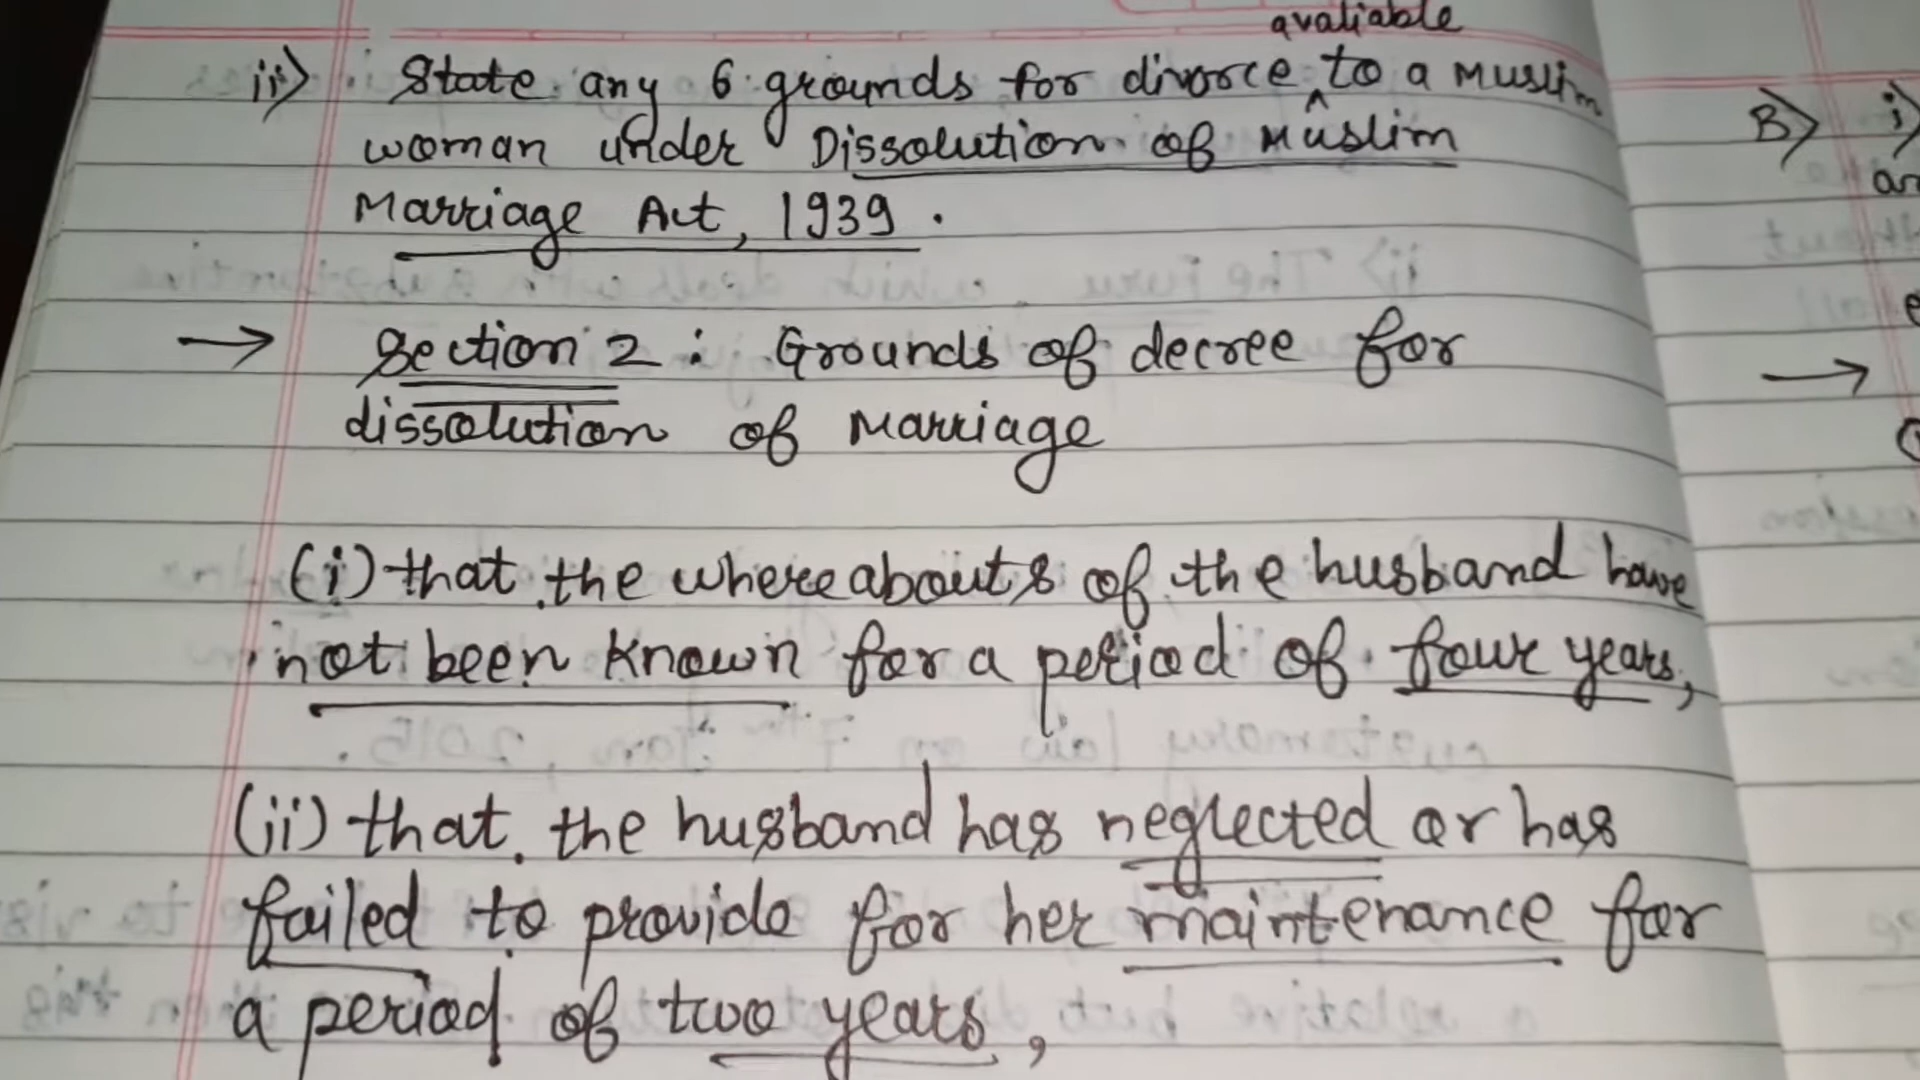 avaliable
ii) State any 6 grounds for divorce ^ to a Muslim
woman under Dissolution of Muslim
Marriage Act, 1939.
→ Section 2 : Grounds of decree for
dissolution of Marriage
(i) that the whereabouts of the husband have
not been known for a period of four years,
(ii) that the husband has neglected or has
failed to provide for her maintenance for
a period of two years,
B) i)
→